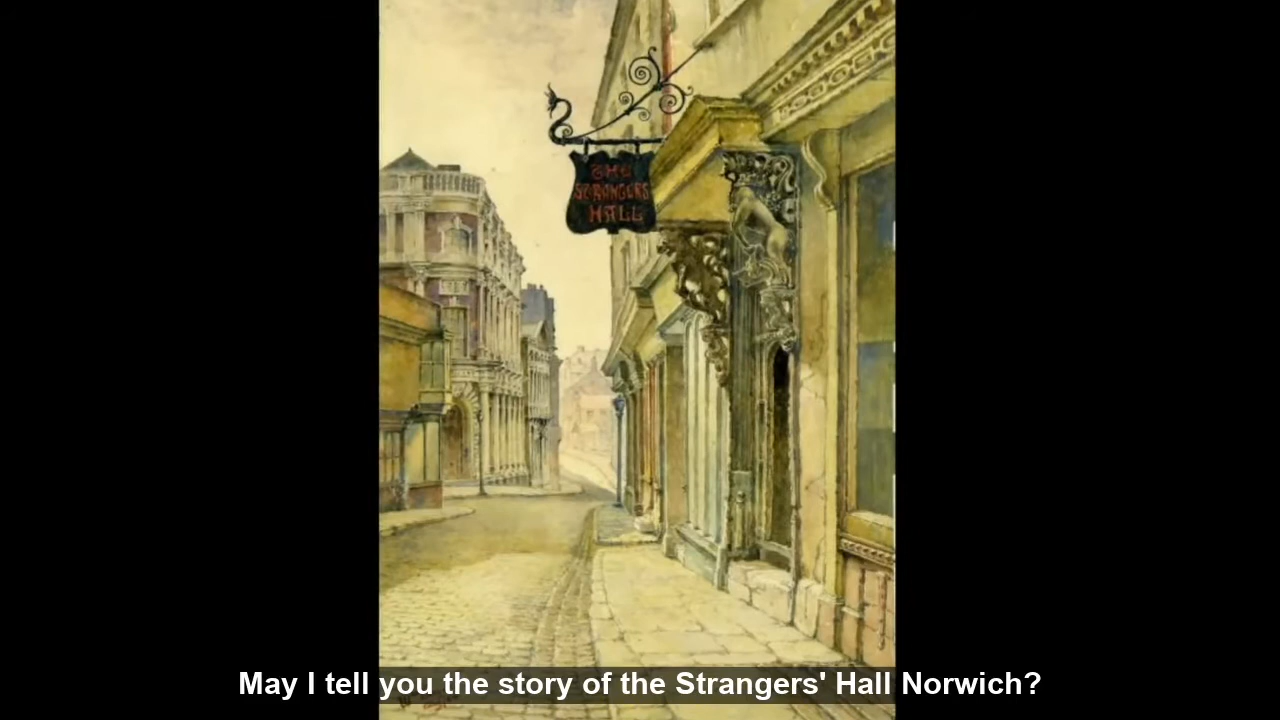 THE
STRANGERS
HALL
May I tell you the story of the Strangers' Hall Norwich?